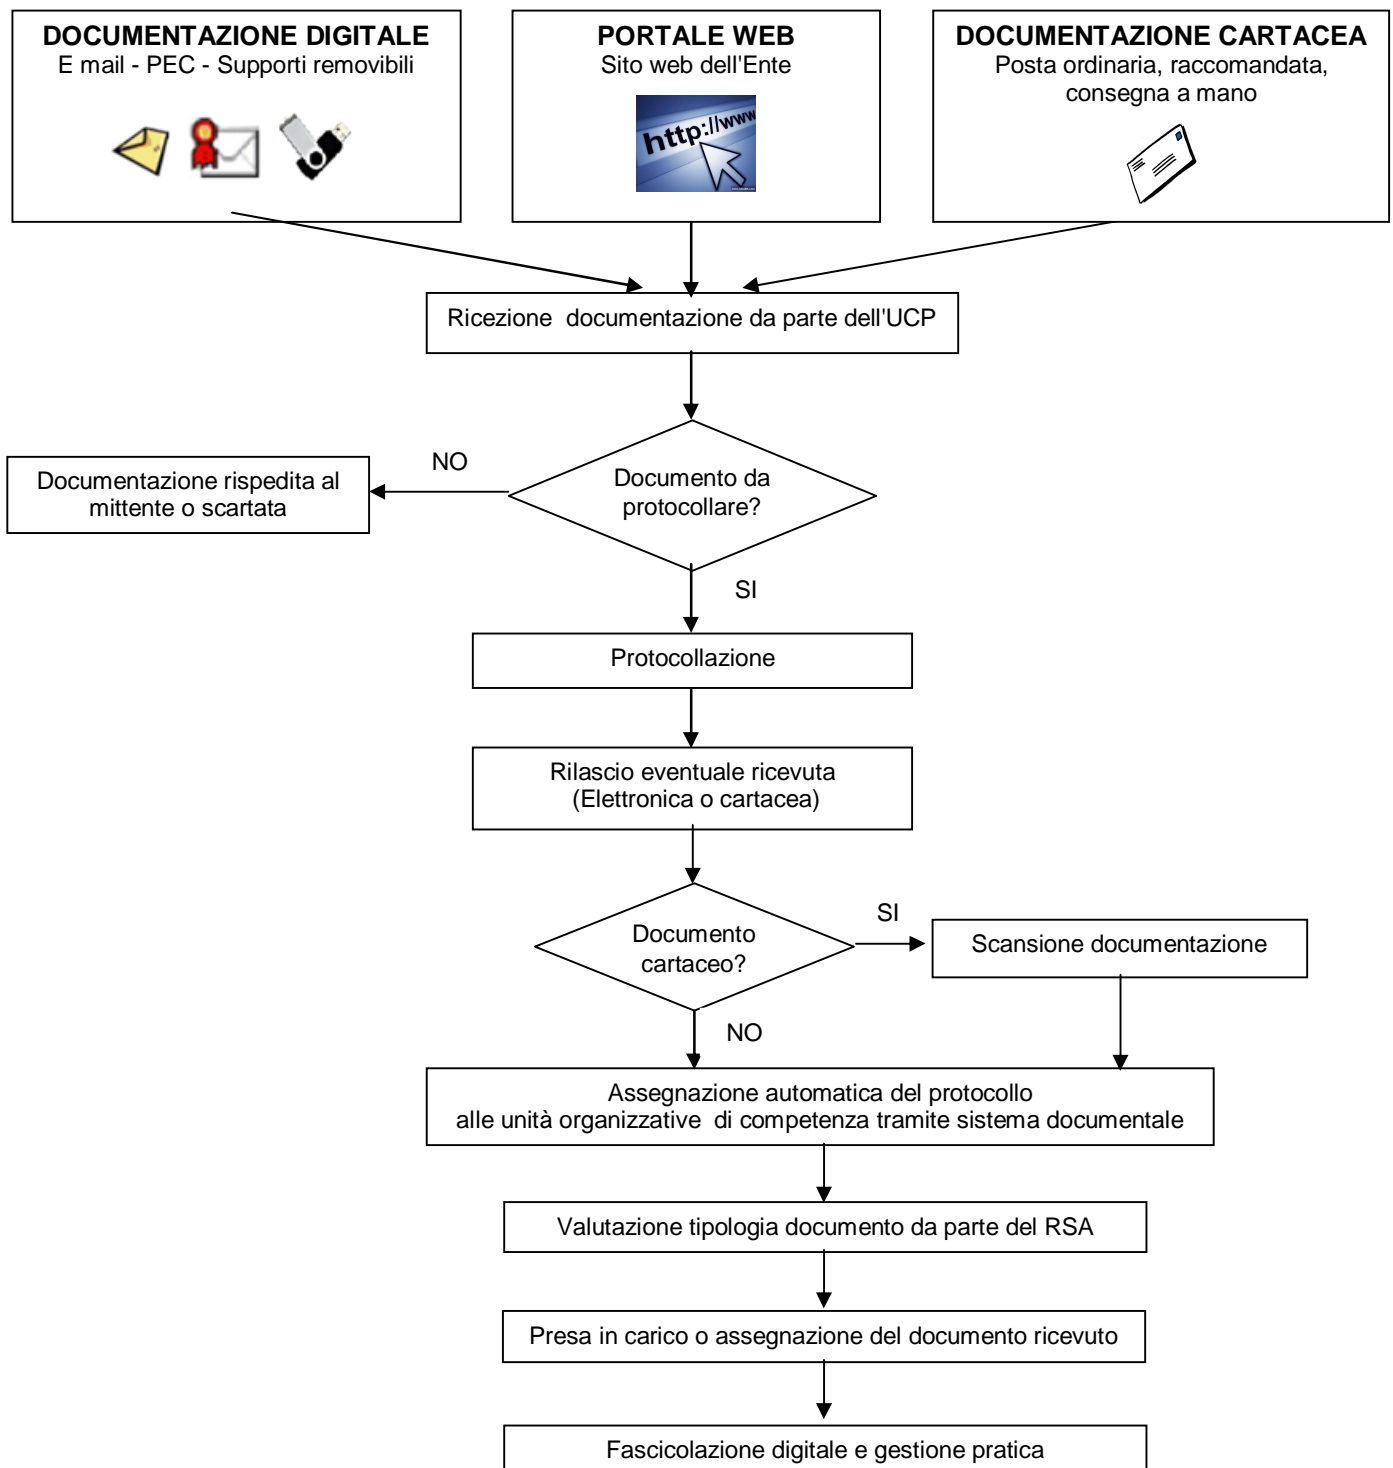 DOCUMENTAZIONE DIGITALE
E mail - PEC - Supporti removibili
PORTALE WEB
Sito web dell'Ente
http://www
DOCUMENTAZIONE CARTACEA
Posta ordinaria, raccomandata,
consegna a mano
Ricezione documentazione da parte dell'UCP
Documento da
protocollare?
NO
Documentazione rispedita al
mittente o scartata
SI
Protocollazione
Rilascio eventuale ricevuta
(Elettronica o cartacea)
Documento
cartaceo?
SI
Scansione documentazione
NO
Assegnazione automatica del protocollo
alle unità organizzative di competenza tramite sistema documentale
Valutazione tipologia documento da parte del RSA
Presa in carico o assegnazione del documento ricevuto
Fascicolazione digitale e gestione pratica